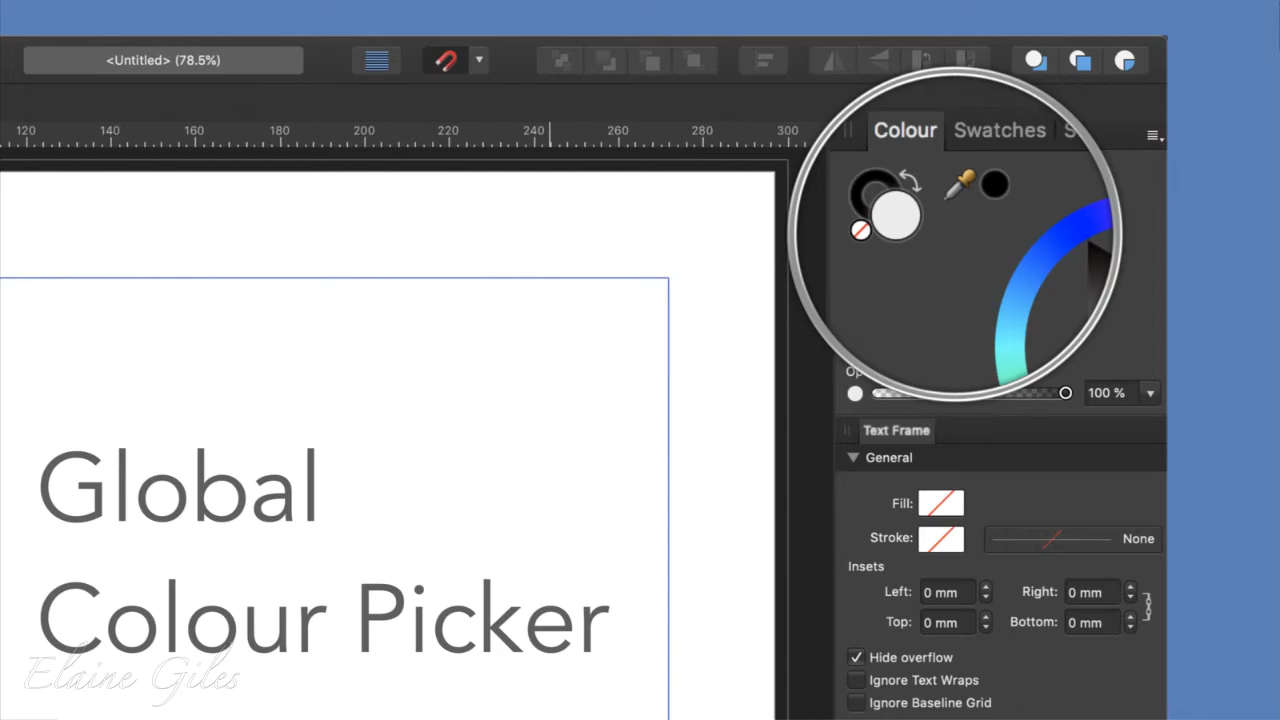 <Untitled> (78.5%)
120 140 160 180 200 220 240 260 280 300
Colour Swatches S
Op
100 %
Text Frame
General
Fill:
Stroke: None
Insets
Left: 0 mm Right: 0 mm
Top: 0 mm Bottom: 0 mm
Hide overflow
Ignore Text Wraps
Ignore Baseline Grid
Global
Colour Picker
Elaine Giles